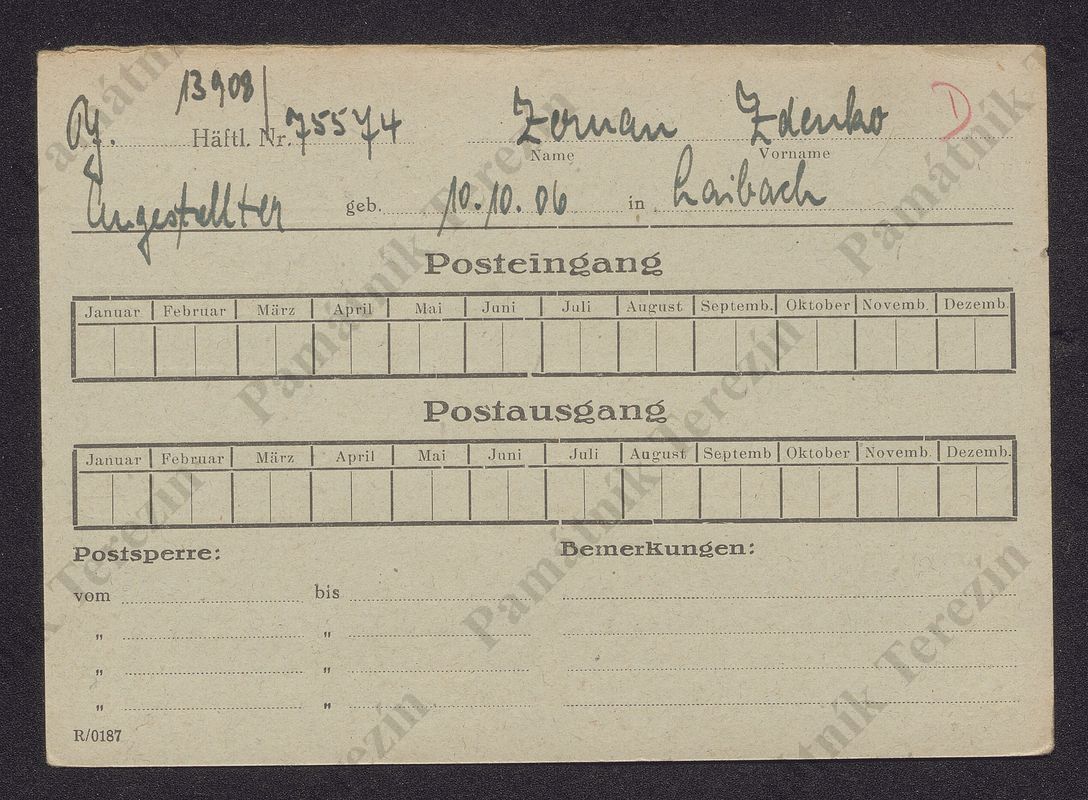 13908
Häftl. Nr. 75574 Zorman Zdenko D
Name Vorname
Angestellter geb. 10.10.06 in Laibach
Posteingang
Januar Februar März April Mai Juni Juli August Septemb. Oktober Novemb. Dezemb.
Postausgang
Januar Februar März April Mai Juni Juli August Septemb Oktober Novemb. Dezemb.
Postsperre: Bemerkungen:
vom bis
„ „
„ „
„ „
R/0187
Památník Terezín